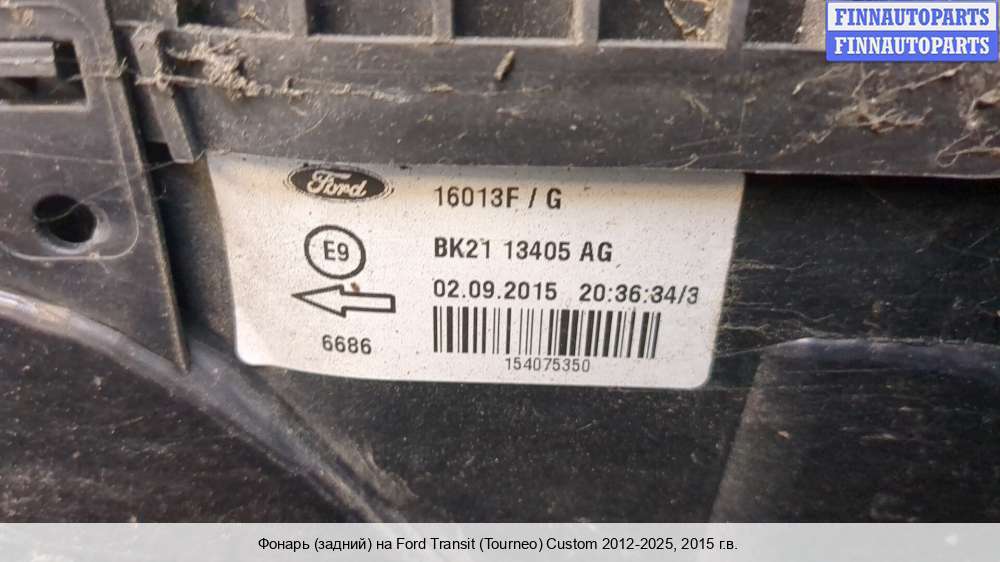 FINNAUTOPARTS
FINNAUTOPARTS
Ford
16013F / G
E9
BK21 13405 AG
02.09.2015 20:36:34/3
6686
154075350
Фонарь (задний) на Ford Transit (Tourneo) Custom 2012-2025, 2015 г.в.